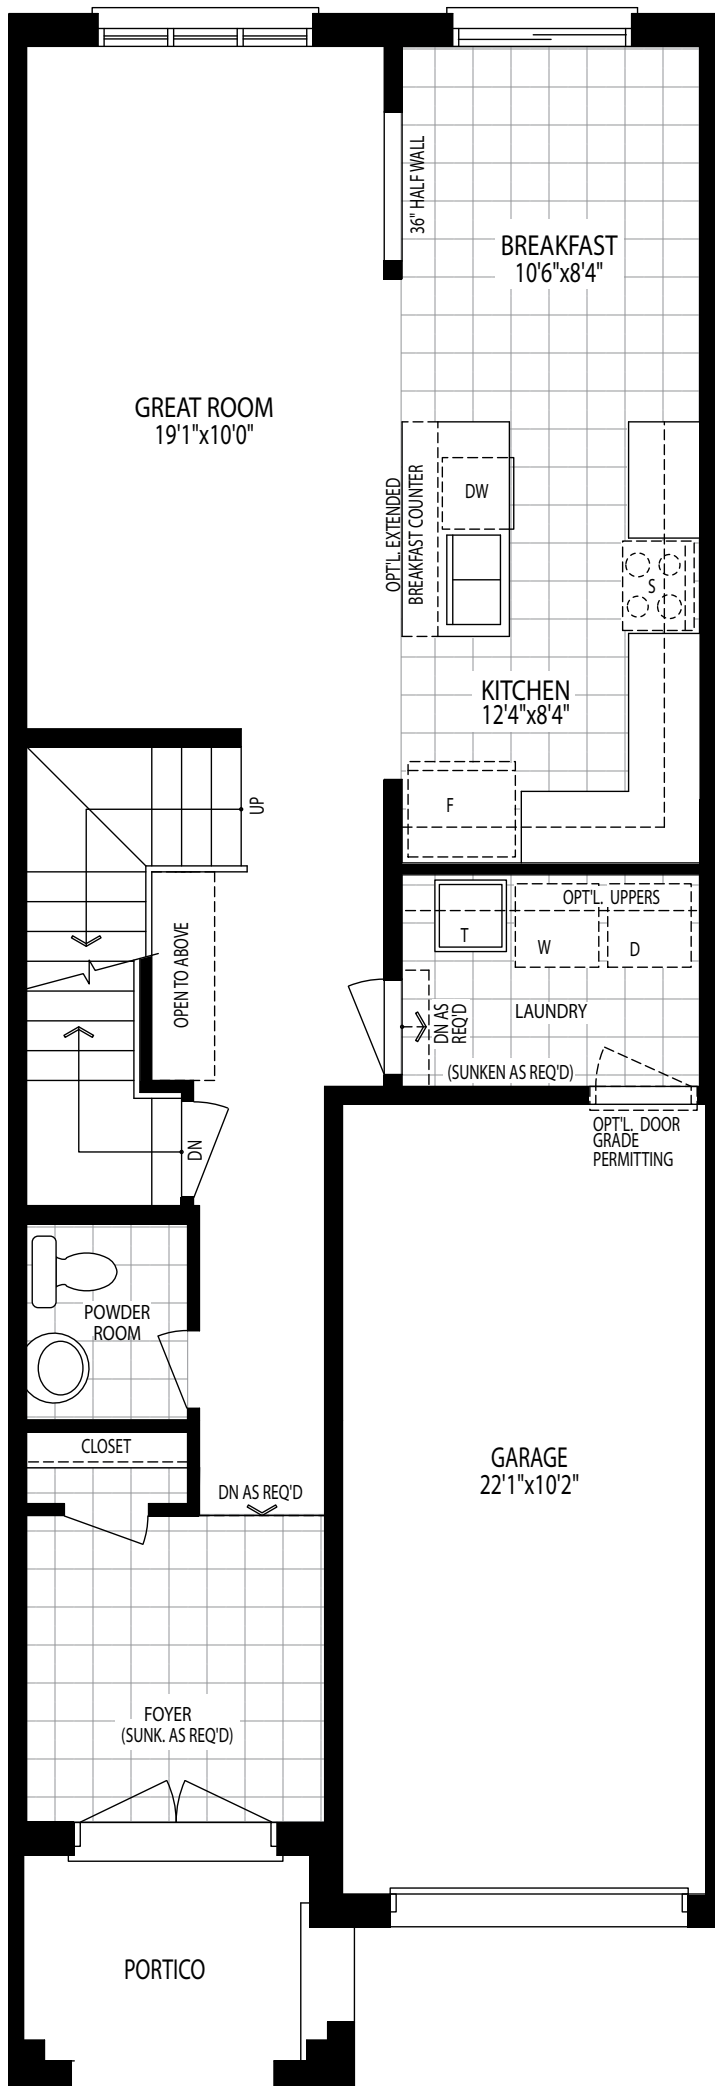 36" HALF WALL
BREAKFAST
10'6"x8'4"
GREAT ROOM
19'1"x10'0"
OPT'L. EXTENDED
BREAKFAST COUNTER
DW
S
KITCHEN
12'4"x8'4"
F
UP
OPEN TO ABOVE
OPT'L. UPPERS
T
W
D
DN AS
REQ'D
LAUNDRY
(SUNKEN AS REQ'D)
DN
OPT'L. DOOR
GRADE
PERMITTING
POWDER
ROOM
CLOSET
DN AS REQ'D
GARAGE
22'1"x10'2"
FOYER
(SUNK. AS REQ'D)
PORTICO